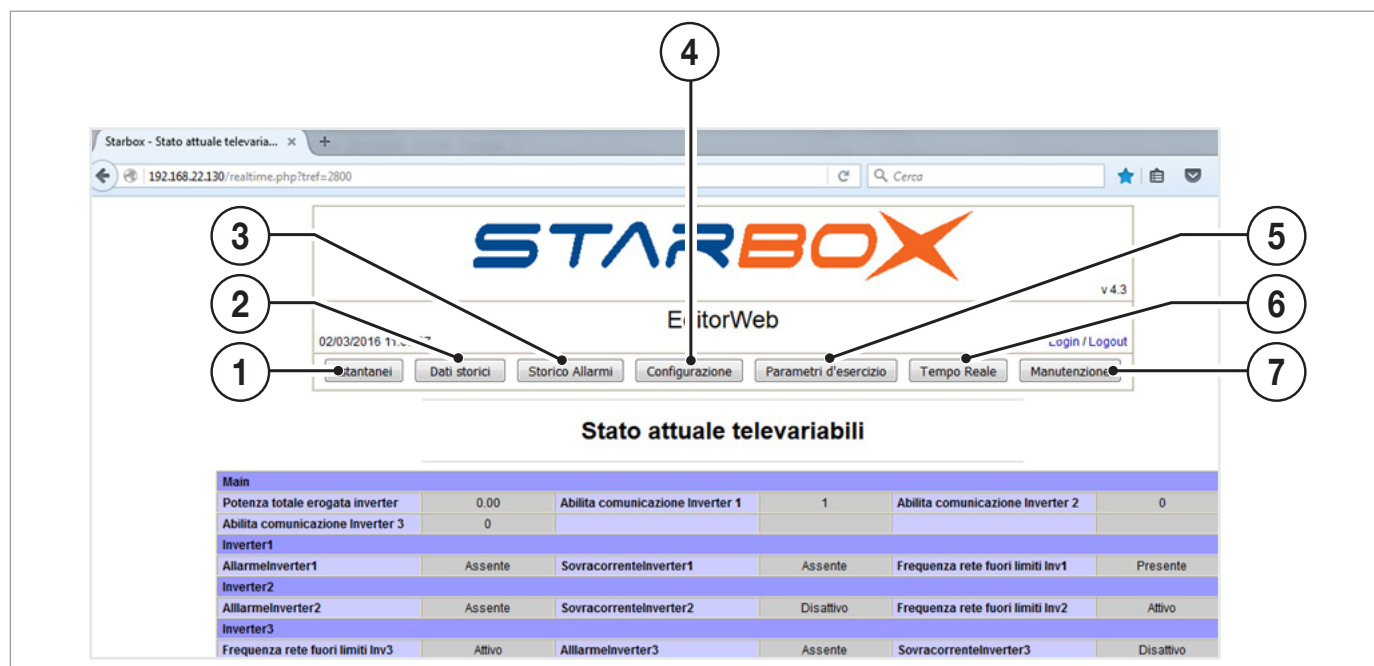 4
Starbox - Stato attuale televaria... × +
192.168.22.130/realtime.php?tref=2800 Cerca
3 STARBOX 5
v 4.3
2 EditorWeb 6
02/03/2016 Login / Logout
1 Istantanei Dati storici Storico Allarmi Configurazione Parametri d'esercizio Tempo Reale Manutenzione 7
Stato attuale televariabili
Main
Potenza totale erogata inverter 0.00 Abilita comunicazione Inverter 1 1 Abilita comunicazione Inverter 2 0
Abilita comunicazione Inverter 3 0
Inverter1
AllarmeInverter1 Assente SovracorrenteInverter1 Assente Frequenza rete fuori limiti Inv1 Presente
Inverter2
AlllarmeInverter2 Assente SovracorrenteInverter2 Disattivo Frequenza rete fuori limiti Inv2 Attivo
Inverter3
Frequenza rete fuori limiti Inv3 Attivo AlllarmeInverter3 Assente SovracorrenteInverter3 Disattivo